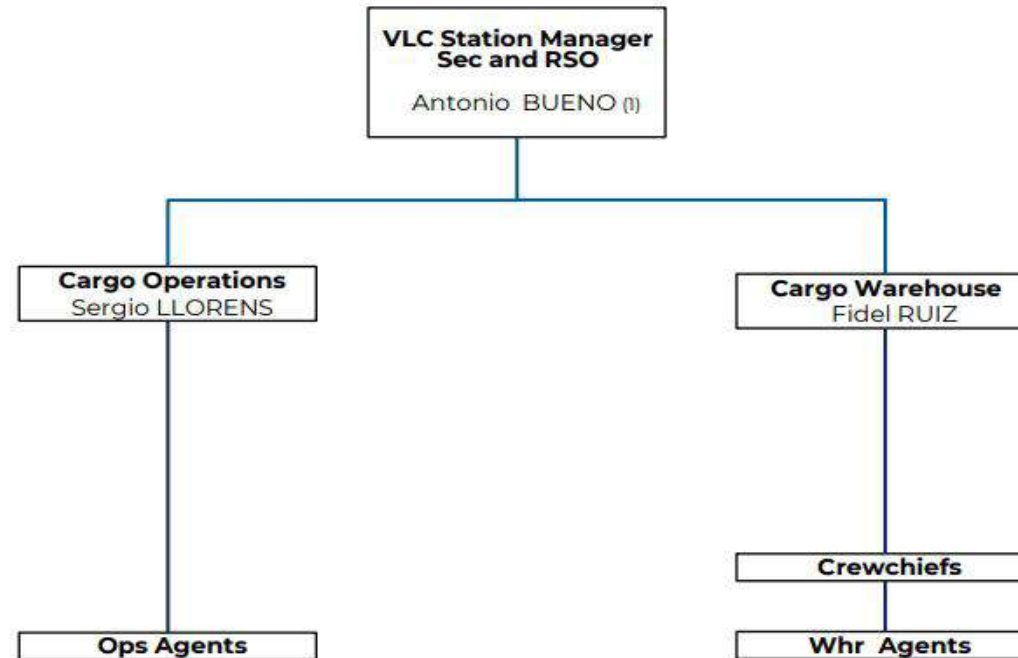 VLC Station Manager
Sec and RSO
Antonio BUENO (1)
Cargo Operations
Sergio LLORENS
Cargo Warehouse
Fidel RUIZ
Crewchiefs
Ops Agents
Whr Agents